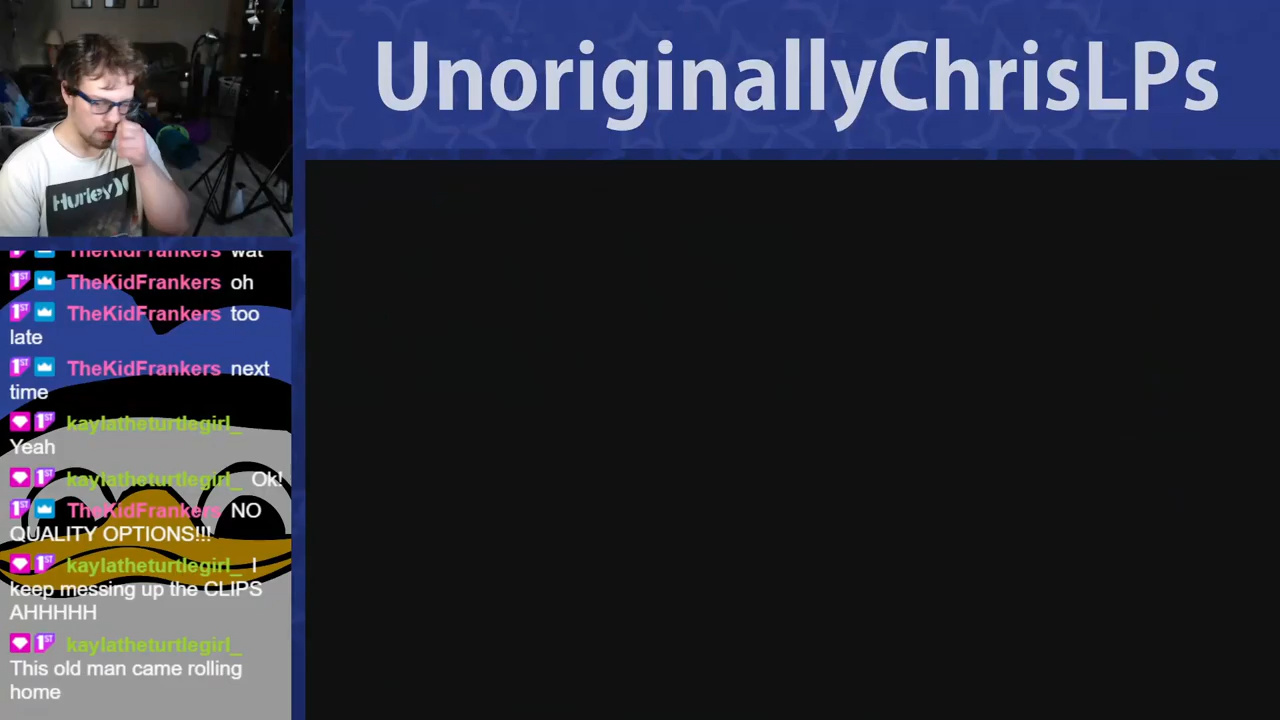 UnoriginallyChrisLPs
Hurley
TheKidFrankers wat
TheKidFrankers oh
TheKidFrankers too
late
TheKidFrankers next
time
kaylatheturtlegirl_
Yeah
kaylatheturtlegirl_ Ok!
TheKidFrankers NO
QUALITY OPTIONS!!!
kaylatheturtlegirl_ I
keep messing up the CLIPS
AHHHHH
kaylatheturtlegirl_
This old man came rolling
home